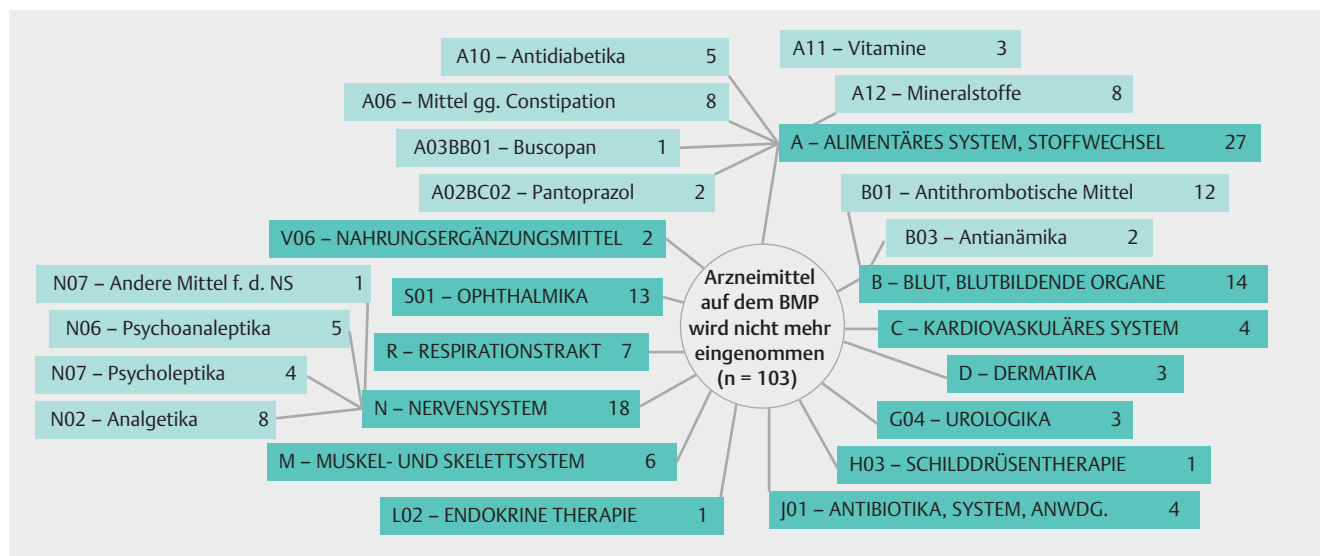 A10 – Antidiabetika 5
A11 – Vitamine 3
A06 – Mittel gg. Constipation 8
A12 – Mineralstoffe 8
A03BB01 – Buscopan 1
A – ALIMENTÄRES SYSTEM, STOFFWECHSEL 27
A02BC02 – Pantoprazol 2
B01 – Antithrombotische Mittel 12
V06 – NAHRUNGSERGÄNZUNGSMITTEL 2
B03 – Antianämika 2
N07 – Andere Mittel f. d. NS 1
S01 – OPHTHALMIKA 13
B – BLUT, BLUTBILDENDE ORGANE 14
N06 – Psychoanaleptika 5
R – RESPIRATIONSTRAKT 7
C – KARDIOVASKULÄRES SYSTEM 4
N07 – Psycholeptika 4
D – DERMATIKA 3
N02 – Analgetika 8
N – NERVENSYSTEM 18
G04 – UROLOGIKA 3
M – MUSKEL- UND SKELETTSYSTEM 6
H03 – SCHILDDRÜSENTHERAPIE 1
L02 – ENDOKRINE THERAPIE 1
J01 – ANTIBIOTIKA, SYSTEM, ANWDG. 4
Arzneimittel
auf dem BMP
wird nicht mehr
eingenommen
(n = 103)